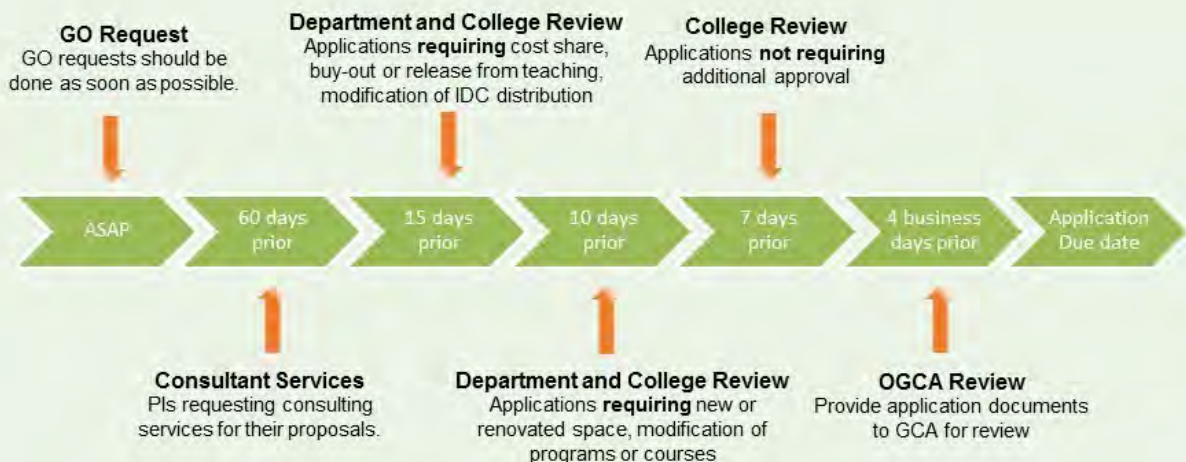 GO Request
GO requests should be
done as soon as possible.
Department and College Review
Applications requiring cost share,
buy-out or release from teaching,
modification of IDC distribution
College Review
Applications not requiring
additional approval
ASAP
60 days
prior
15 days
prior
10 days
prior
7 days
prior
4 business
days prior
Application
Due date
Consultant Services
PIs requesting consulting
services for their proposals.
Department and College Review
Applications requiring new or
renovated space, modification of
programs or courses
OGCA Review
Provide application documents
to GCA for review